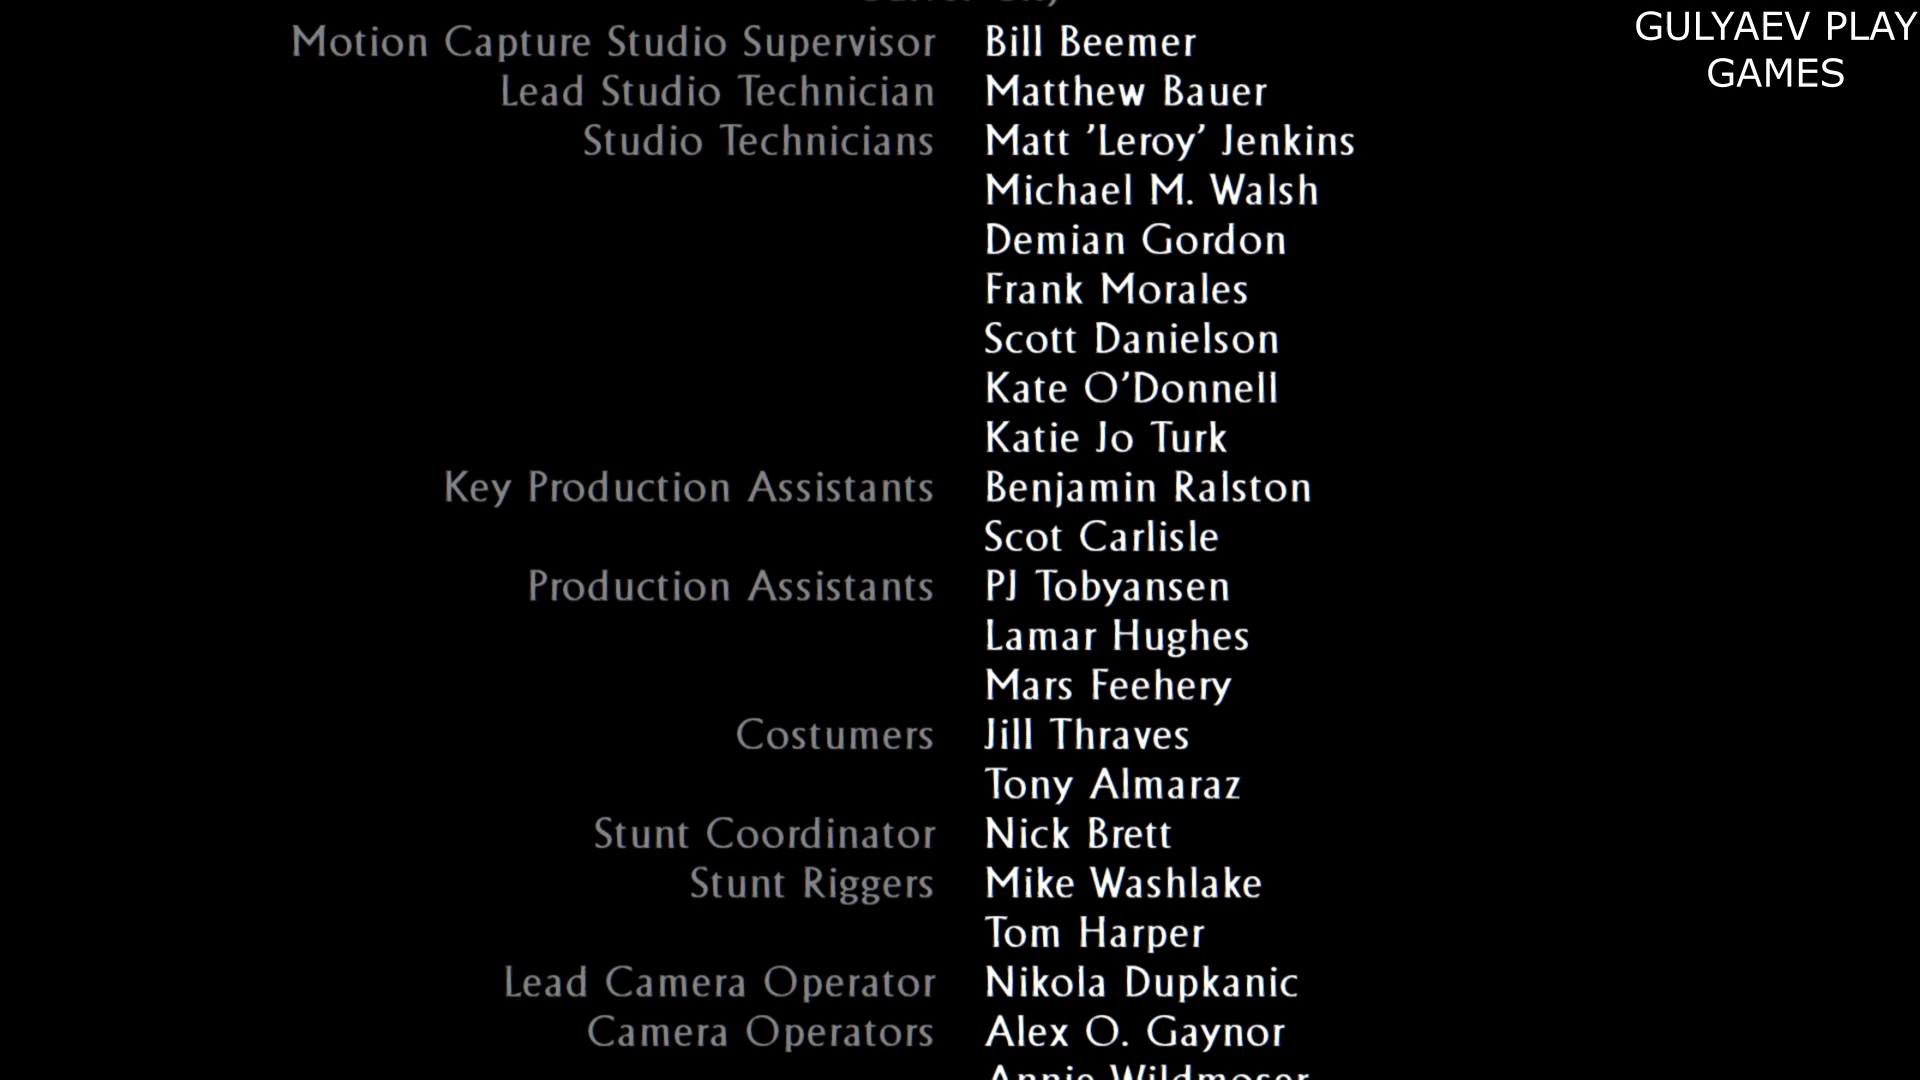 GULYAEV PLAY
GAMES
Motion Capture Studio Supervisor Bill Beemer
Lead Studio Technician Matthew Bauer
Studio Technicians Matt ’Leroy’ Jenkins
Michael M. Walsh
Demian Gordon
Frank Morales
Scott Danielson
Kate O’Donnell
Katie Jo Turk
Key Production Assistants Benjamin Ralston
Scot Carlisle
Production Assistants PJ Tobyansen
Lamar Hughes
Mars Feehery
Costumers Jill Thraves
Tony Almaraz
Stunt Coordinator Nick Brett
Stunt Riggers Mike Washlake
Tom Harper
Lead Camera Operator Nikola Dupkanic
Camera Operators Alex O. Gaynor
Annie Wildmoser